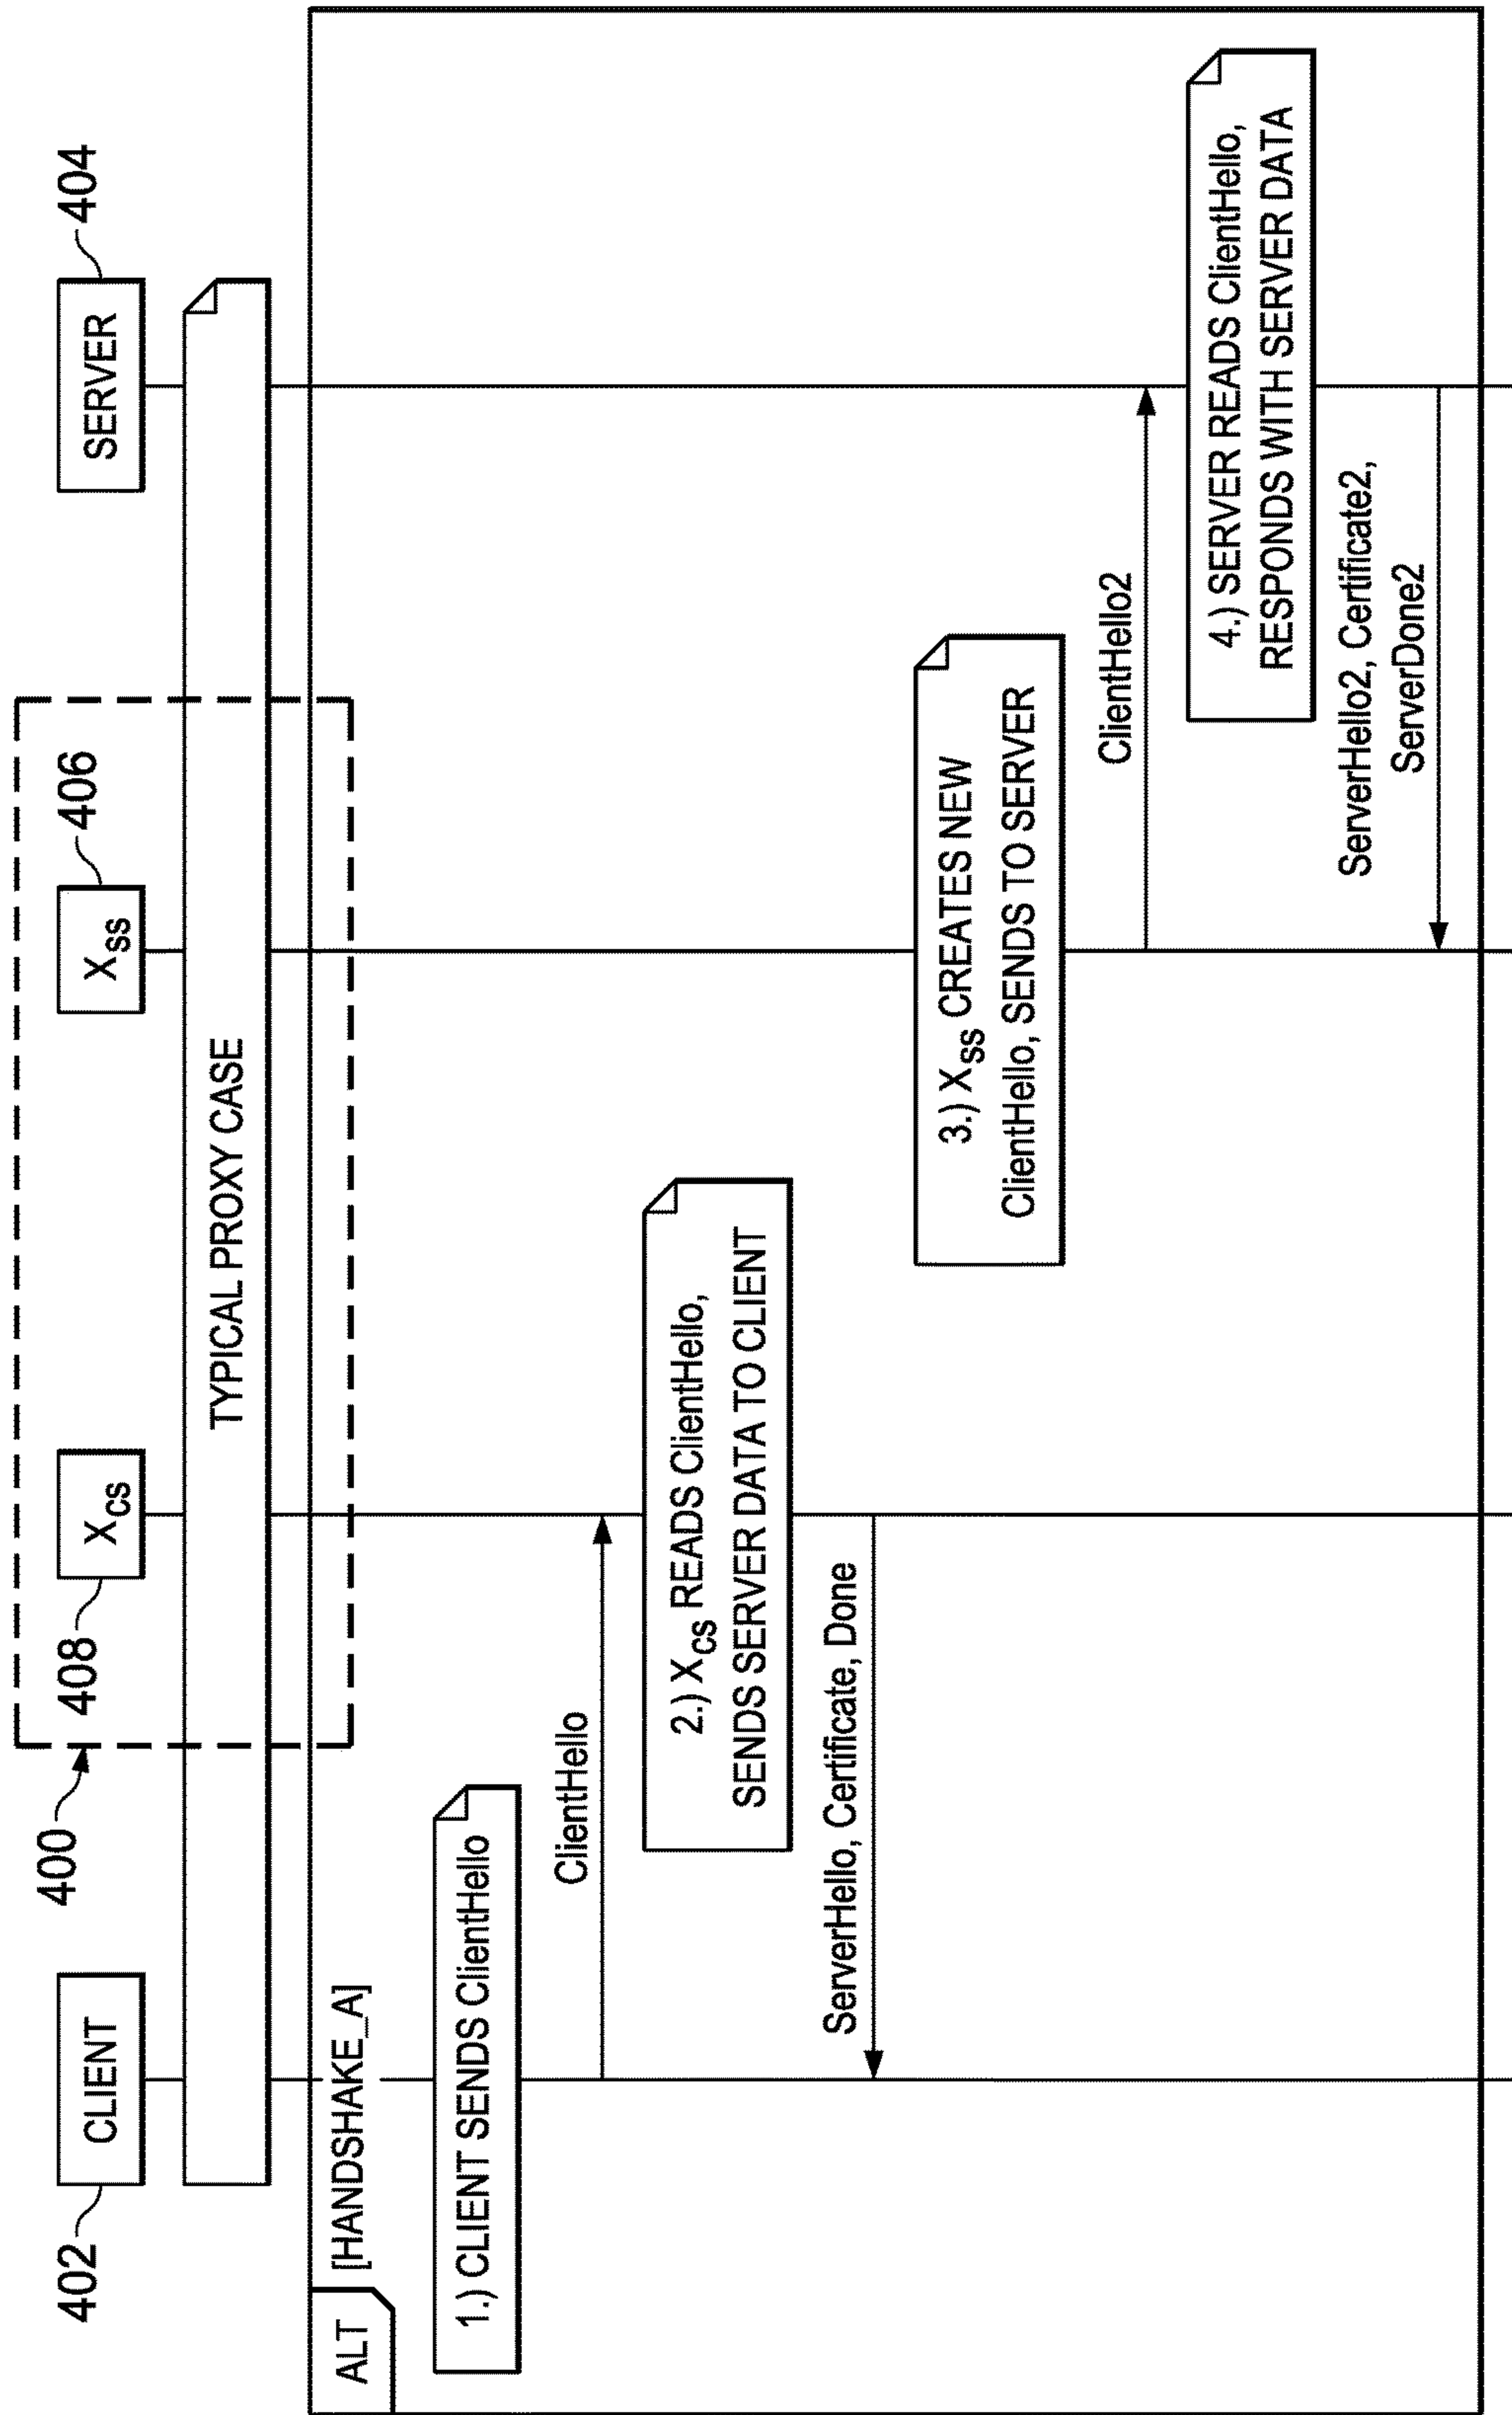 400
402
CLIENT
408
Xcs
Xss
406
SERVER
404
TYPICAL PROXY CASE
ALT
[HANDSHAKE_A]
1.) CLIENT SENDS ClientHello
ClientHello
2.) Xcs READS ClientHello,
SENDS SERVER DATA TO CLIENT
ServerHello, Certificate, Done
3.) Xss CREATES NEW
ClientHello, SENDS TO SERVER
ClientHello2
4.) SERVER READS ClientHello,
RESPONDS WITH SERVER DATA
ServerHello2, Certificate2,
ServerDone2